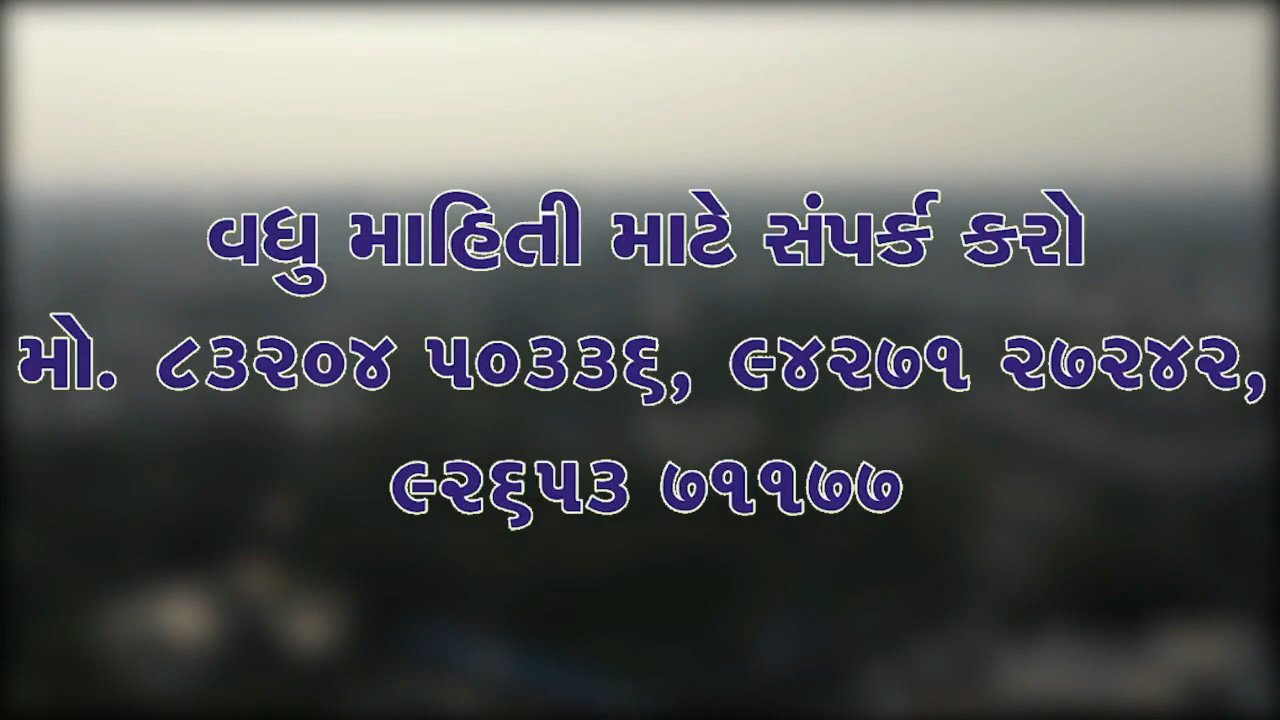 વધુ માહિતી માટે સંપર્ક કરો
મો. ૮૩૨૦૪ ૫૦૩૩૬, ૯૪૨૭૧ ૨૭૨૪૨,
૯૨૬૫૩ ૭૧૧૭૭